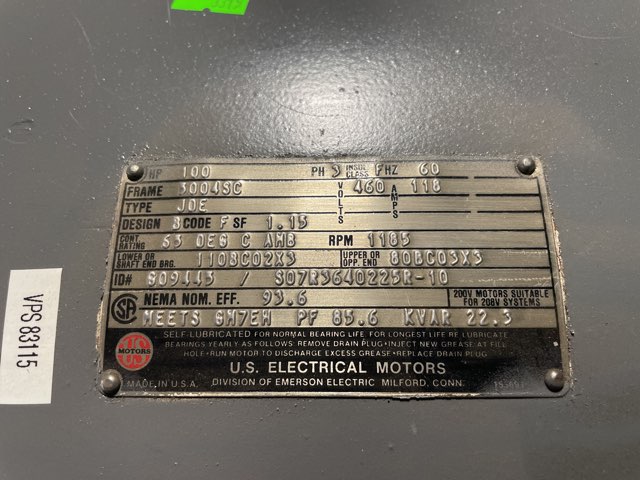 HP 100 PH 3 INSUL CLASS F HZ 60
FRAME 3004SC VOLTS 460 AMPS 118
TYPE JOE
DESIGN B CODE F SF 1.15
CONT RATING 65 DEG C AMB RPM 1185
LOWER OR SHAFT END BRG. 110BC02X3 UPPER OR OPP. END 80BC03X3
ID# G09443 / S07R3640225R-10
NEMA NOM. EFF. 93.6 200V MOTORS SUITABLE FOR 208V SYSTEMS
MEETS GM7EW PF 85.6 KVAR 22.3
SELF-LUBRICATED FOR NORMAL BEARING LIFE. FOR LONGEST LIFE RE-LUBRICATE
BEARINGS YEARLY AS FOLLOWS: REMOVE DRAIN PLUG • INJECT NEW GREASE AT FILL
HOLE • RUN MOTOR TO DISCHARGE EXCESS GREASE • REPLACE DRAIN PLUG
US MOTORS
U.S. ELECTRICAL MOTORS
MADE IN U.S.A. DIVISION OF EMERSON ELECTRIC MILFORD, CONN.
VPS 83115